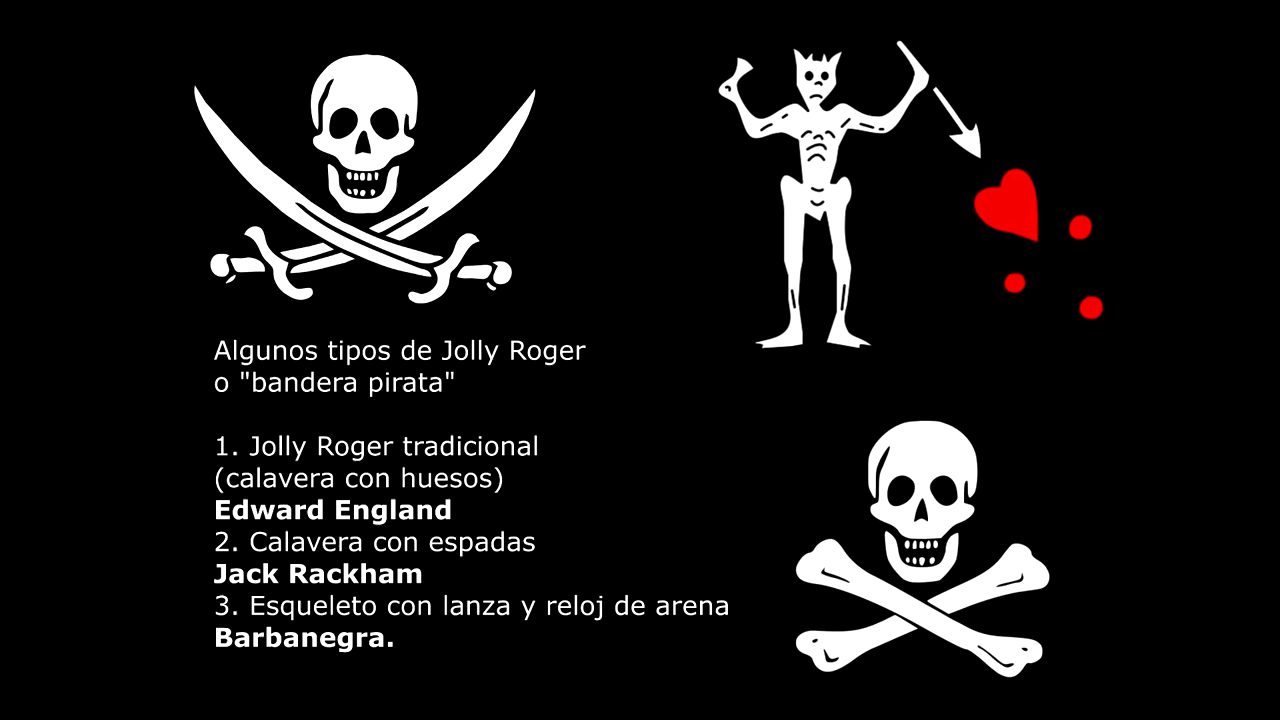 Algunos tipos de Jolly Roger
o "bandera pirata"
1. Jolly Roger tradicional
(calavera con huesos)
Edward England
2. Calavera con espadas
Jack Rackham
3. Esqueleto con lanza y reloj de arena
Barbanegra.